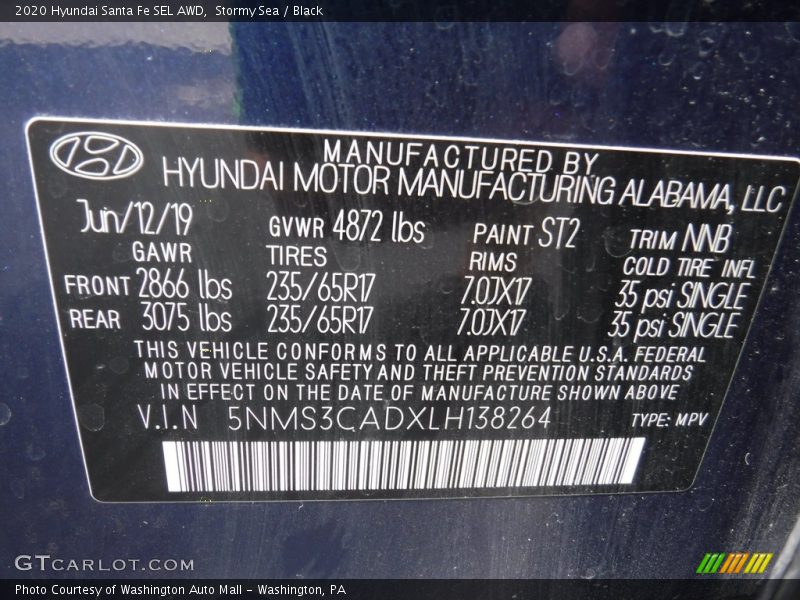 2020 Hyundai Santa Fe SEL AWD,  Stormy Sea / Black
MANUFACTURED BY
HYUNDAI MOTOR MANUFACTURING ALABAMA, LLC
Jun/12/19 GVWR 4872 lbs PAINT ST2 TRIM NNB
GAWR TIRES RIMS COLD TIRE INFL
FRONT 2866 lbs 235/65R17 7.0JX17 35 psi SINGLE
REAR 3075 lbs 235/65R17 7.0JX17 35 psi SINGLE
THIS VEHICLE CONFORMS TO ALL APPLICABLE U.S.A. FEDERAL
MOTOR VEHICLE SAFETY AND THEFT PREVENTION STANDARDS
IN EFFECT ON THE DATE OF MANUFACTURE SHOWN ABOVE
V.I.N 5NMS3CADXLH138264 TYPE: MPV
GTCARLOT.COM
Photo Courtesy of Washington Auto Mall - Washington, PA